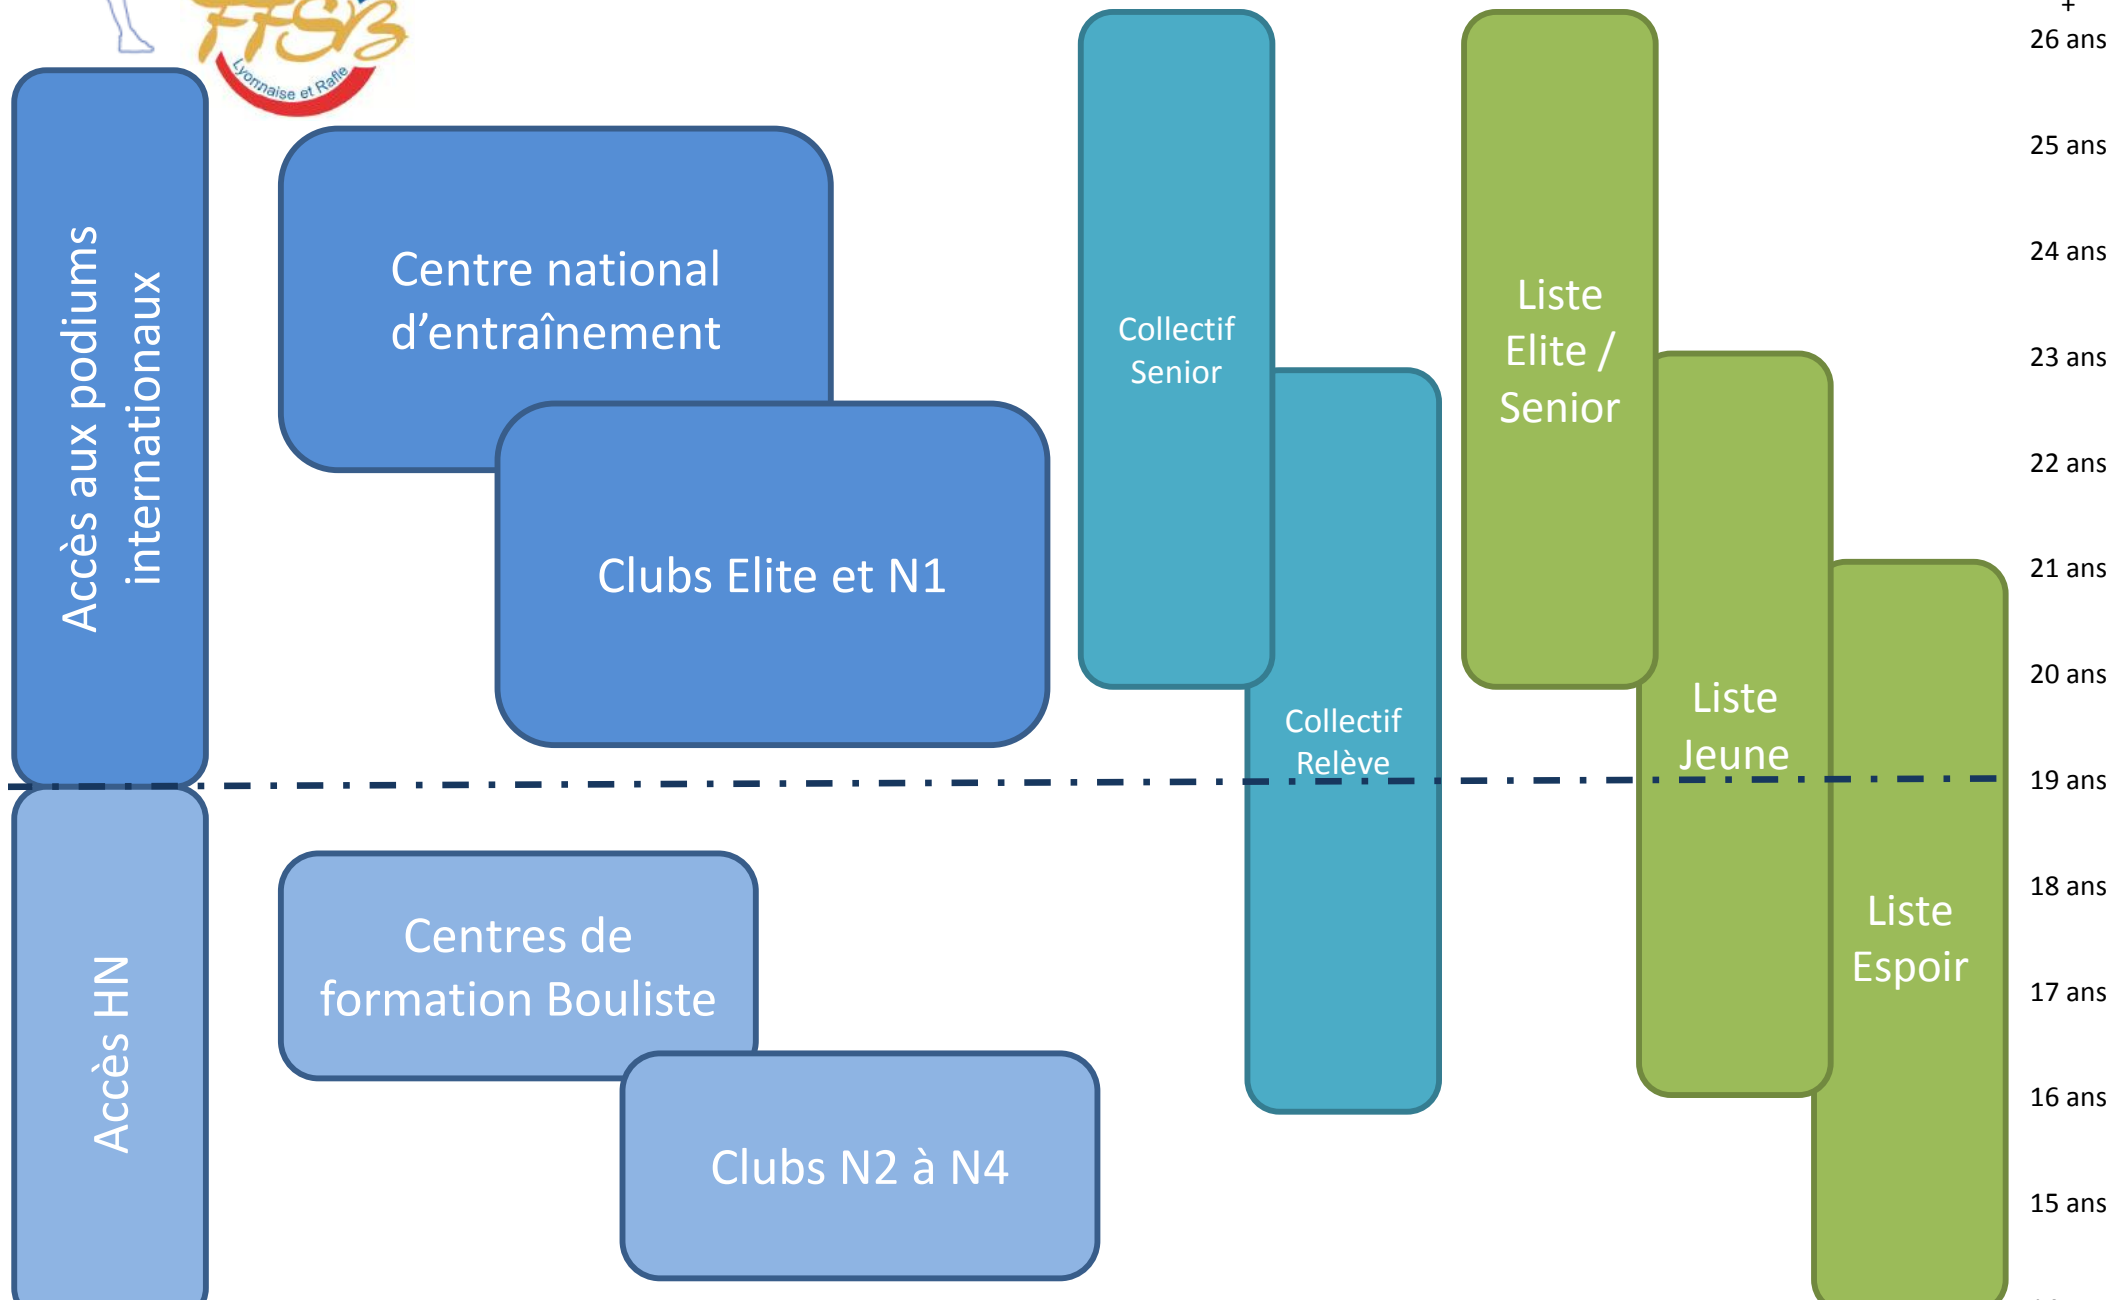 FFSB
Lyonnaise et Rafle
Accès aux podiums
internationaux
Centre national
d’entraînement
Clubs Elite et N1
Accès HN
Centres de
formation Bouliste
Clubs N2 à N4
Collectif
Senior
Collectif
Relève
Liste
Elite /
Senior
Liste
Jeune
Liste
Espoir
+
26 ans
25 ans
24 ans
23 ans
22 ans
21 ans
20 ans
19 ans
18 ans
17 ans
16 ans
15 ans